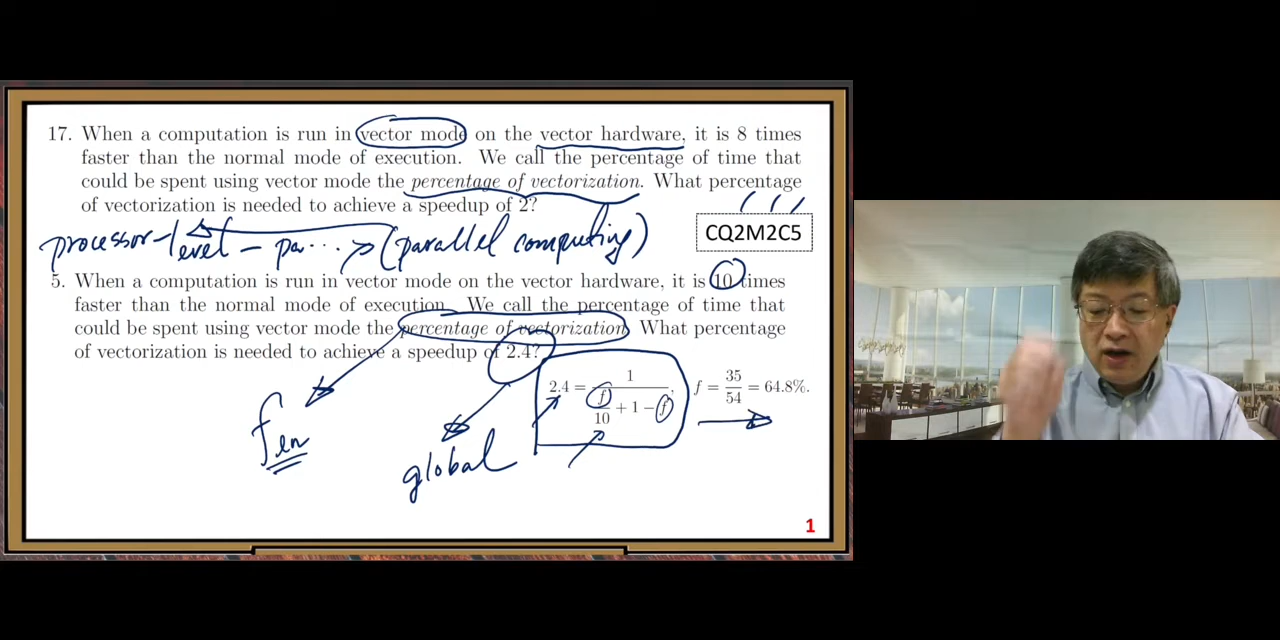 17. When a computation is run in vector mode on the vector hardware, it is 8 times
faster than the normal mode of execution. We call the percentage of time that
could be spent using vector mode the percentage of vectorization. What percentage
of vectorization is needed to achieve a speedup of 2?
processor-level-pa... (parallel computing)
CQ2M2C5
5. When a computation is run in vector mode on the vector hardware, it is 10 times
faster than the normal mode of execution. We call the percentage of time that
could be spent using vector mode the percentage of vectorization. What percentage
of vectorization is needed to achieve a speedup of 2.4?
2.4 = 1 / (f/10 + 1 − f), f = 35/54 = 64.8%.
f en
global
1